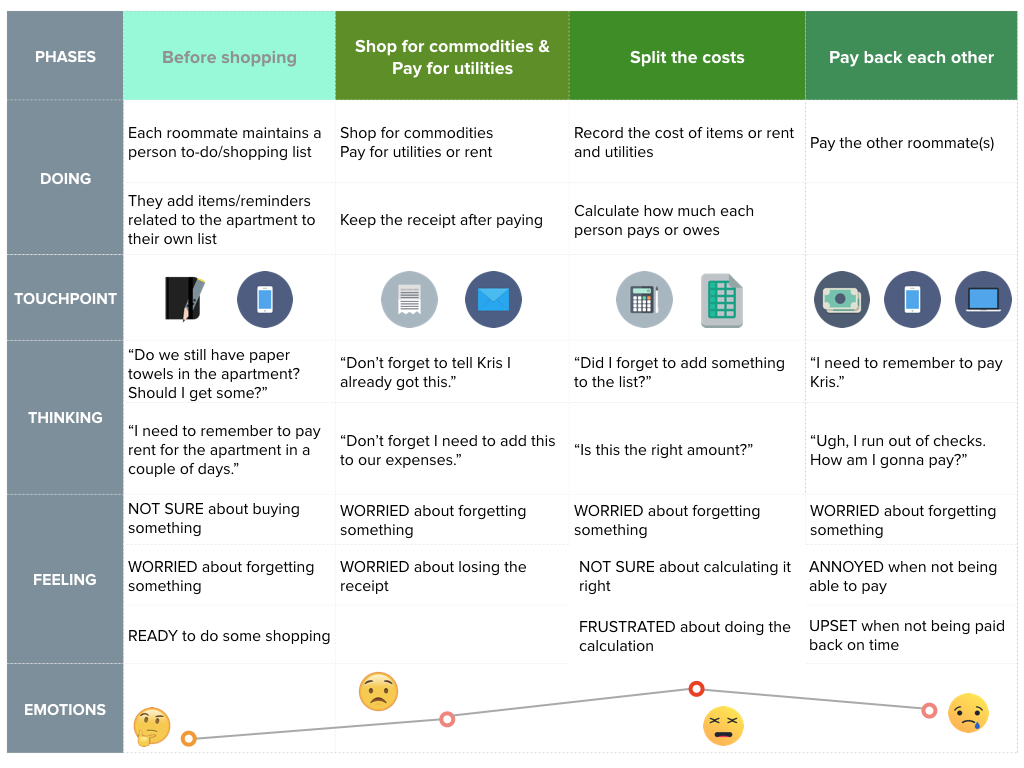 PHASES
Before shopping
Shop for commodities &
Pay for utilities
Split the costs
Pay back each other
DOING
Each roommate maintains a
person to-do/shopping list
Shop for commodities
Pay for utilities or rent
Record the cost of items or rent
and utilities
Pay the other roommate(s)
They add items/reminders
related to the apartment to
their own list
Keep the receipt after paying
Calculate how much each
person pays or owes
TOUCHPOINT
THINKING
“Do we still have paper
towels in the apartment?
Should I get some?”
“Don’t forget to tell Kris I
already got this.”
“Did I forget to add something
to the list?”
“I need to remember to pay
Kris.”
“I need to remember to pay
rent for the apartment in a
couple of days.”
“Don’t forget I need to add this
to our expenses.”
“Is this the right amount?”
“Ugh, I run out of checks.
How am I gonna pay?”
FEELING
NOT SURE about buying
something
WORRIED about forgetting
something
WORRIED about forgetting
something
WORRIED about forgetting
something
WORRIED about forgetting
something
WORRIED about losing the
receipt
NOT SURE about calculating it
right
ANNOYED when not being
able to pay
READY to do some shopping
FRUSTRATED about doing the
calculation
UPSET when not being paid
back on time
EMOTIONS